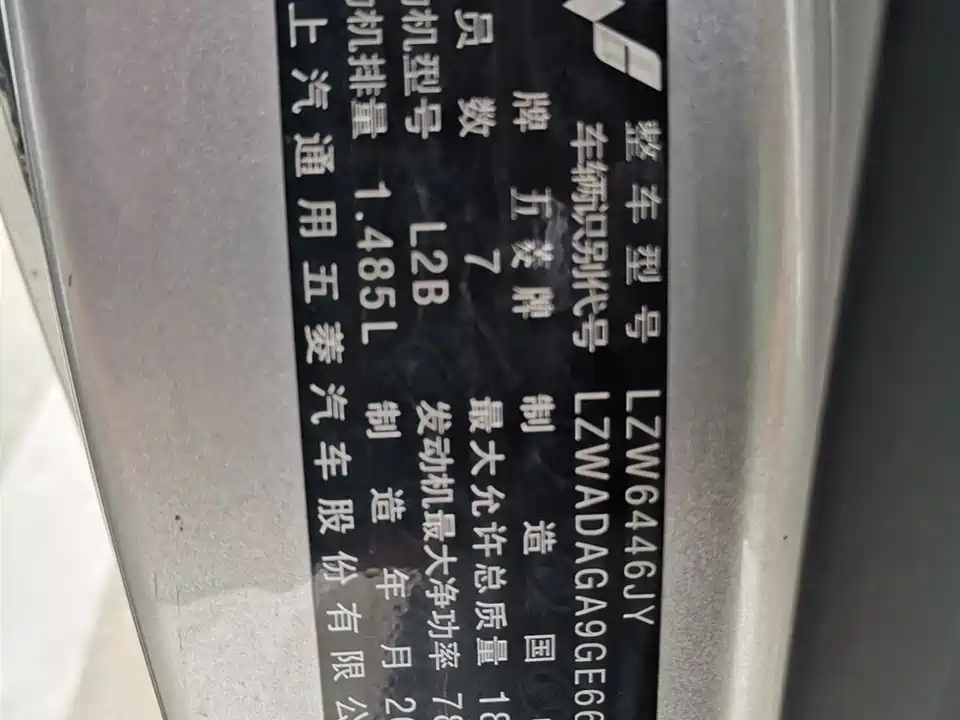 整车型号 LZW6446JY
车辆识别代号 LZWADAGA9GE66
牌 五菱牌 制造国
员数 7 最大允许总质量 18
机型号 L2B 发动机最大净功率 78
机排量 1.485L 制造年月 20
上汽通用五菱汽车股份有限公